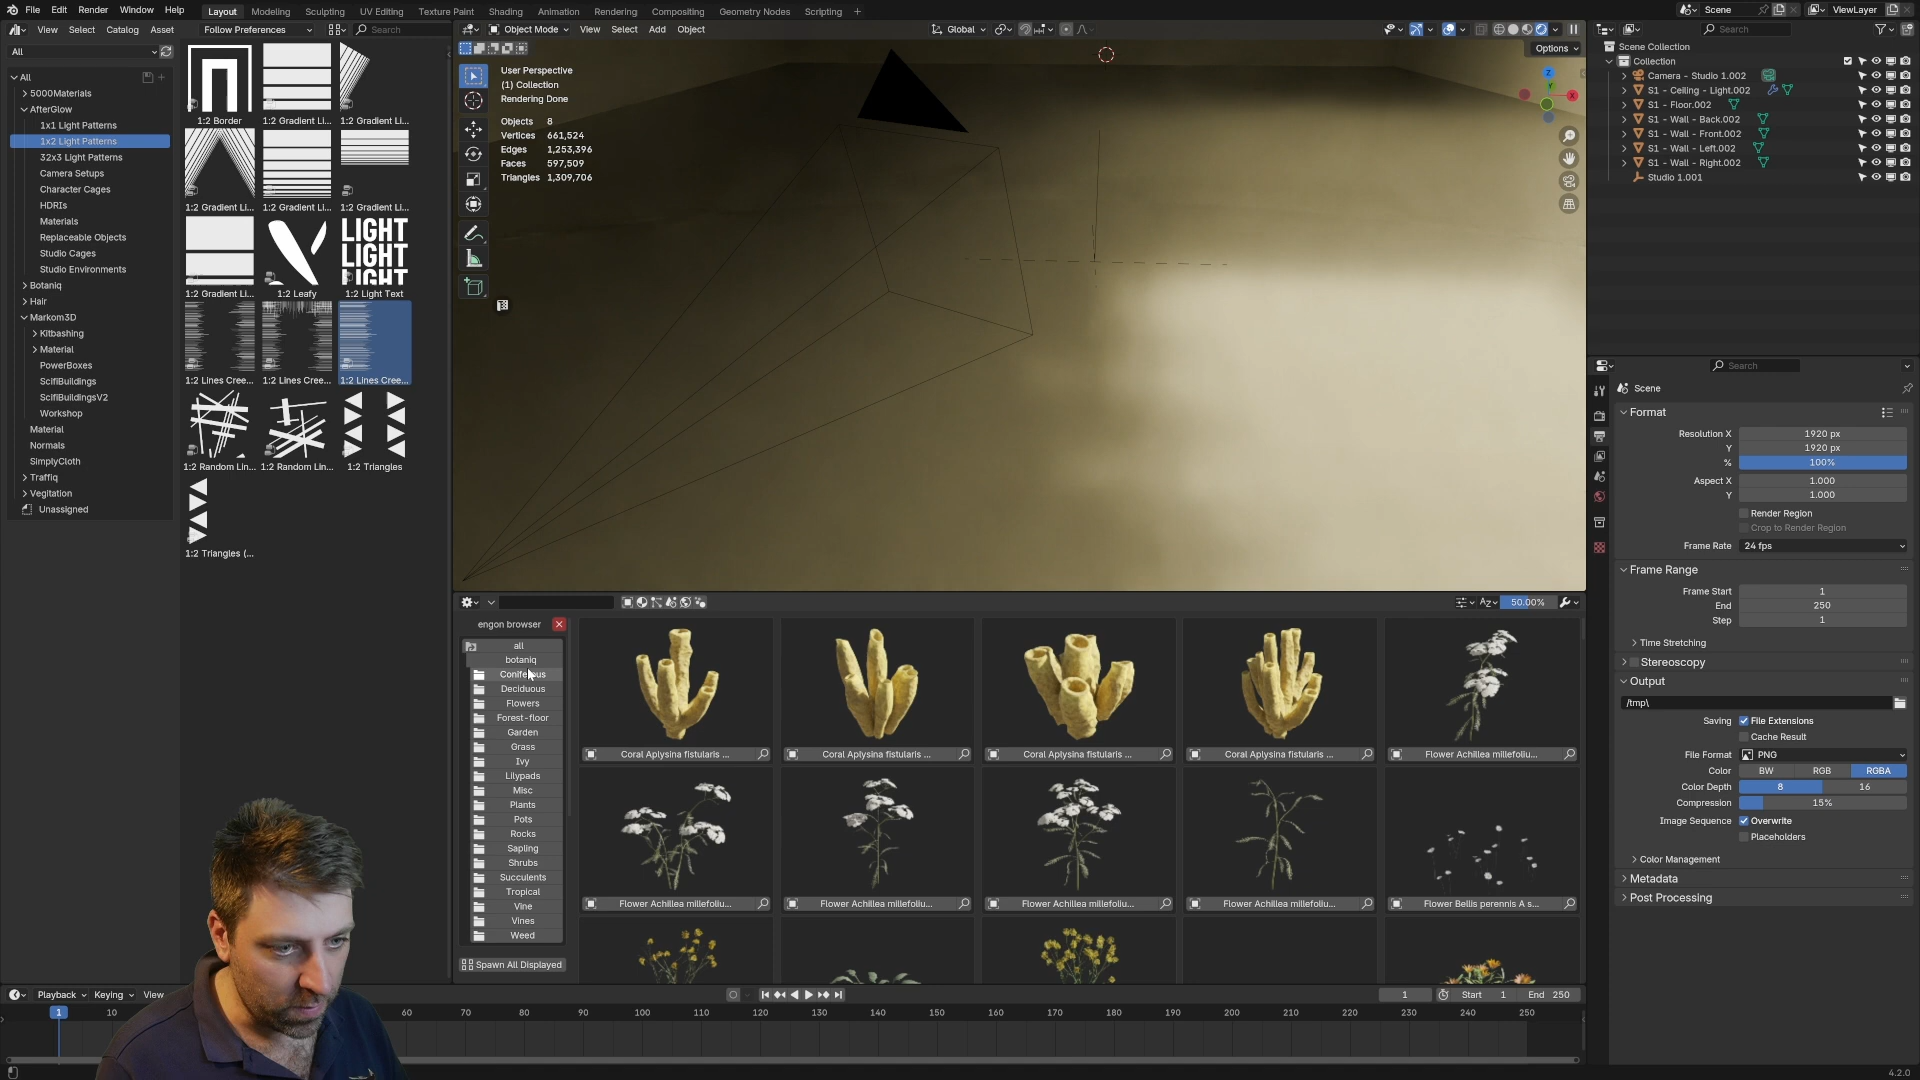 File Edit Render Window Help Layout Modeling Sculpting UV Editing Texture Paint Shading Animation Rendering Compositing Geometry Nodes Scripting + Scene ViewLayer
View Select Catalog Asset Follow Preferences Search Object Mode View Select Add Object Global Search
All
Options
All
5000Materials
AfterGlow
1x1 Light Patterns
1x2 Light Patterns
32x3 Light Patterns
Camera Setups
Character Cages
HDRIs
Materials
Replaceable Objects
Studio Cages
Studio Environments
Botaniq
Hair
Markom3D
Kitbashing
Material
PowerBoxes
ScifiBuildings
ScifiBuildingsV2
Workshop
Material
Normals
SimplyCloth
Traffiq
Vegitation
Unassigned
1:2 Border 1:2 Gradient Li... 1:2 Gradient Li...
1:2 Gradient Li... 1:2 Gradient Li... 1:2 Gradient Li...
LIGHT
LIGHT
LIGHT
1:2 Gradient Li... 1:2 Leafy 1:2 Light Text
1:2 Lines Cree... 1:2 Lines Cree... 1:2 Lines Cree...
1:2 Random Lin... 1:2 Random Lin... 1:2 Triangles
1:2 Triangles (...
User Perspective
(1) Collection
Rendering Done
Objects 8
Vertices 661,524
Edges 1,253,396
Faces 597,509
Triangles 1,309,706
Z
Y
X
Scene Collection
Collection
Camera - Studio 1.002
S1 - Ceiling - Light.002
S1 - Floor.002
S1 - Wall - Back.002
S1 - Wall - Front.002
S1 - Wall - Left.002
S1 - Wall - Right.002
Studio 1.001
Search
Scene
Format
Resolution X 1920 px
Y 1920 px
% 100%
Aspect X 1.000
Y 1.000
Render Region
Crop to Render Region
Frame Rate 24 fps
Frame Range
Frame Start 1
End 250
Step 1
Time Stretching
Stereoscopy
Output
/tmp\
Saving File Extensions
Cache Result
File Format PNG
Color BW RGB RGBA
Color Depth 8 16
Compression 15%
Image Sequence Overwrite
Placeholders
Color Management
Metadata
Post Processing
50.00%
engon browser
all
botaniq
Coniferous
Deciduous
Flowers
Forest-floor
Garden
Grass
Ivy
Lilypads
Misc
Plants
Pots
Rocks
Sapling
Shrubs
Succulents
Tropical
Vine
Vines
Weed
Spawn All Displayed
Coral Aplysina fistularis ... Coral Aplysina fistularis ... Coral Aplysina fistularis ... Coral Aplysina fistularis ... Flower Achillea millefoliu...
Flower Achillea millefoliu... Flower Achillea millefoliu... Flower Achillea millefoliu... Flower Achillea millefoliu... Flower Bellis perennis A s...
Playback Keying View 1 Start 1 End 250
1 10 60 70 80 90 100 110 120 130 140 150 160 170 180 190 200 210 220 230 240 250
4.2.0